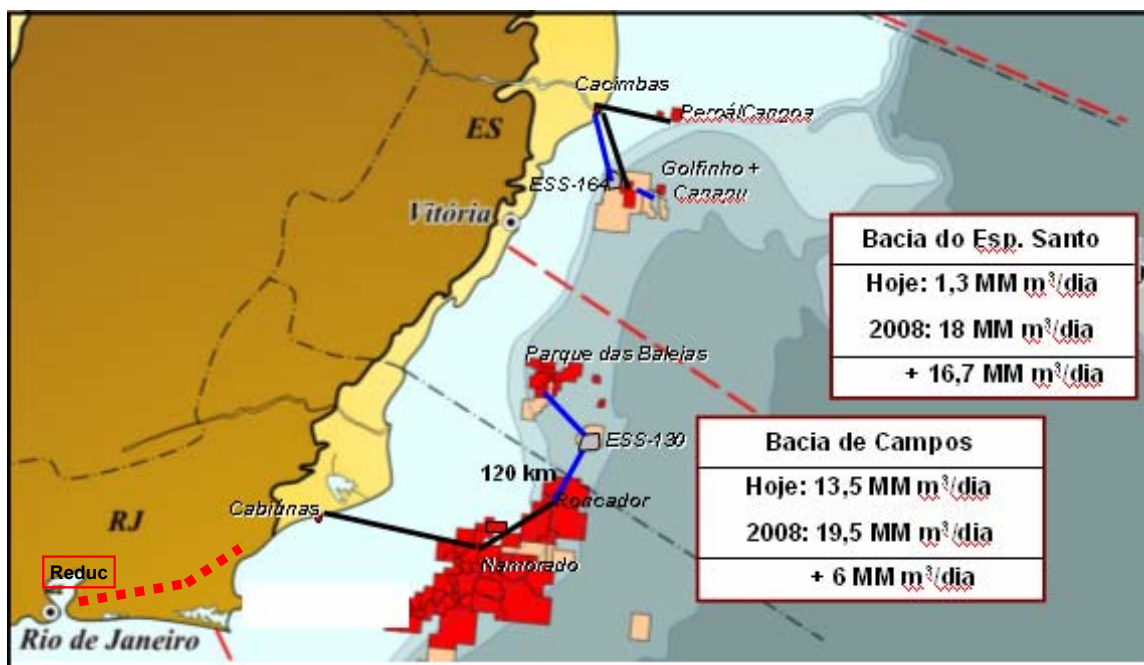 Cacimbas
Peroá/Cangoa
ES
Golfinho +
Canapu
ESS-164
Vitória
Bacia do Esp. Santo
Hoje: 1,3 MM m³/dia
2008: 18 MM m³/dia
+ 16,7 MM m³/dia
Parque das Baleias
ESS-130
120 km
Roncador
Cabiúnas
Namorado
Bacia de Campos
Hoje: 13,5 MM m³/dia
2008: 19,5 MM m³/dia
+ 6 MM m³/dia
RJ
Reduc
Rio de Janeiro